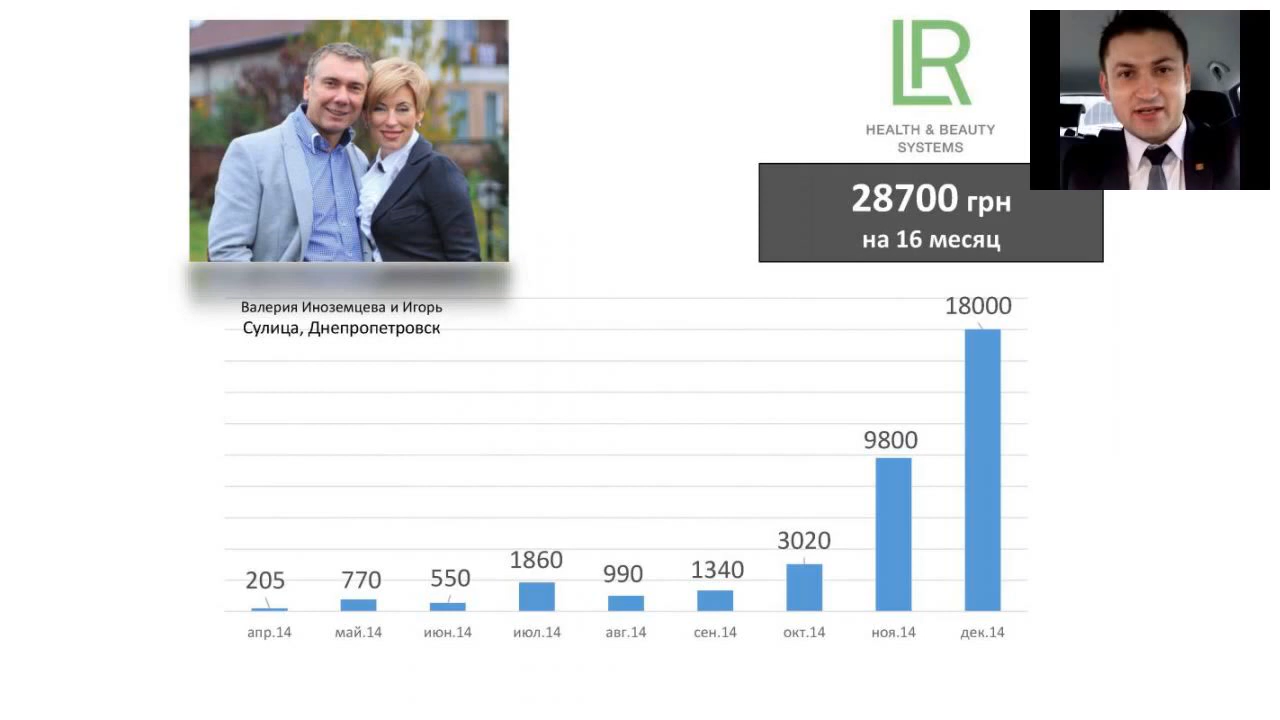 LR
HEALTH & BEAUTY
SYSTEMS
28700 грн
на 16 месяц
Валерия Иноземцева и Игорь
Сулица, Днепропетровск
205
770
550
1860
990
1340
3020
9800
18000
апр.14
май.14
июн.14
июл.14
авг.14
сен.14
окт.14
ноя.14
дек.14